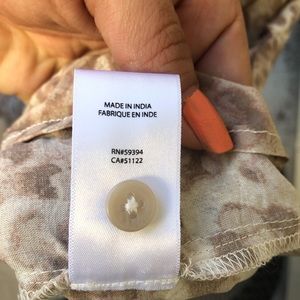 MADE IN INDIA
FABRIQUE EN INDE
RN#59394
CA#51122